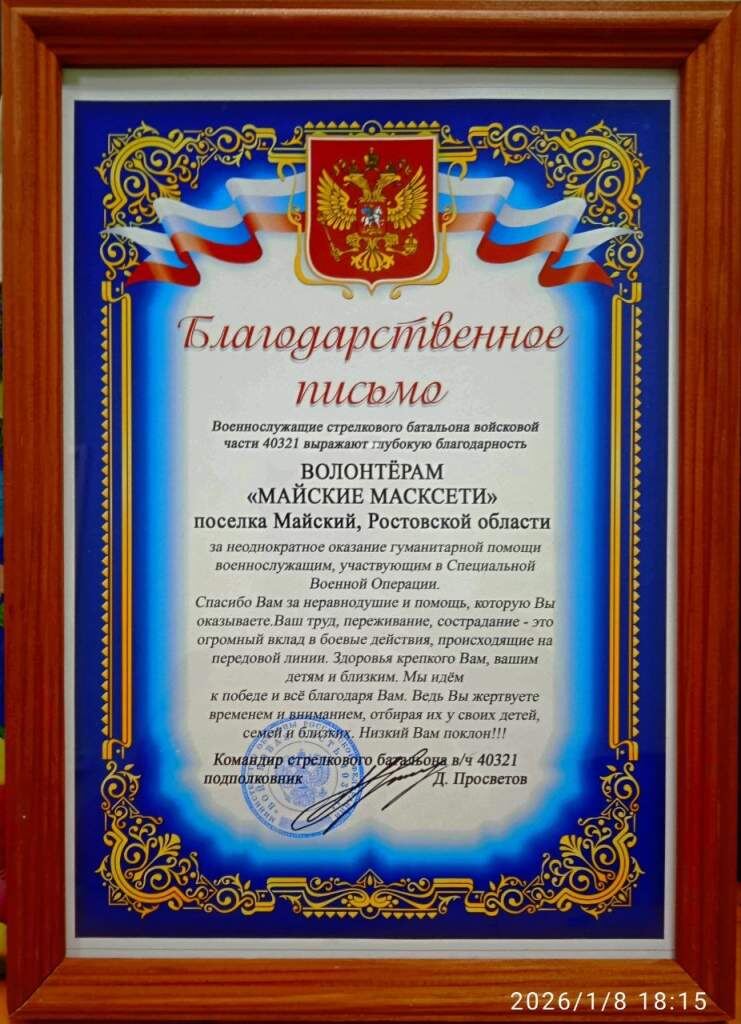 Благодарственное
письмо
Военнослужащие стрелкового батальона войсковой
части 40321 выражают глубокую благодарность
ВОЛОНТЁРАМ
«МАЙСКИЕ МАСКСЕТИ»
поселка Майский, Ростовской области
за неоднократное оказание гуманитарной помощи
военнослужащим, участвующим в Специальной
Военной Операции.
Спасибо Вам за неравнодушие и помощь, которую Вы
оказываете.Ваш труд, переживание, сострадание - это
огромный вклад в боевые действия, происходящие на
передовой линии. Здоровья крепкого Вам, вашим
детям и близким. Мы идём
к победе и всё благодаря Вам. Ведь Вы жертвуете
временем и вниманием, отбирая их у своих детей,
семей и близких. Низкий Вам поклон!!!
Командир стрелкового батальона в/ч 40321
подполковник Д. Просветов
2026/1/8 18:15